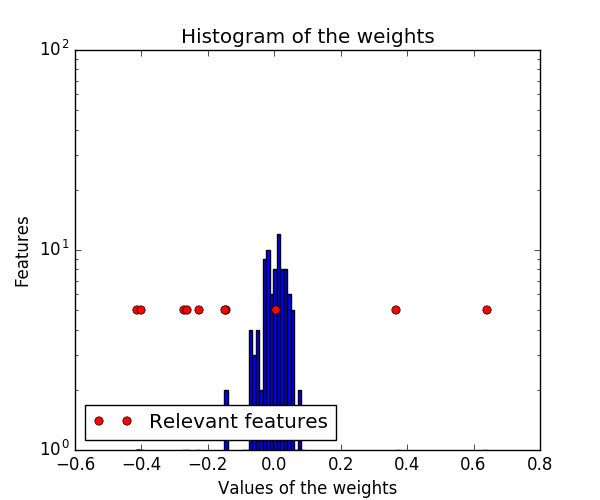 Histogram of the weights
10²
10¹
10⁰
Features
Relevant features
−0.6 −0.4 −0.2 0.0 0.2 0.4 0.6 0.8
Values of the weights